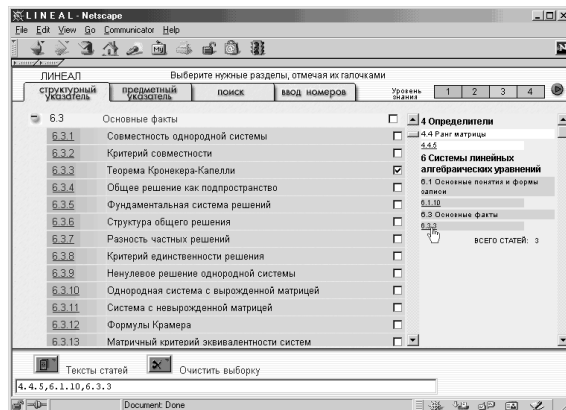 L I N E A L - Netscape
File Edit View Go Communicator Help
ЛИНЕАЛ
Выберите нужные разделы, отмечая их галочками
структурный указатель
предметный указатель
поиск
ввод номеров
Уровень знания
1 2 3 4
6.3 Основные факты
6.3.1 Совместность однородной системы
6.3.2 Критерий совместности
6.3.3 Теорема Кронекера-Капелли
6.3.4 Общее решение как подпространство
6.3.5 Фундаментальная система решений
6.3.6 Структура общего решения
6.3.7 Разность частных решений
6.3.8 Критерий единственности решения
6.3.9 Ненулевое решение однородной системы
6.3.10 Однородная система с вырожденной матрицей
6.3.11 Система с невырожденной матрицей
6.3.12 Формулы Крамера
6.3.13 Матричный критерий эквивалентности систем
4 Определители
4.4 Ранг матрицы
4.4.5
6 Системы линейных
алгебраических уравнений
6.1 Основные понятия и формы
записи
6.1.10
6.3 Основные факты
6.3.3
ВСЕГО СТАТЕЙ: 3
Тексты статей
Очистить выборку
4.4.5,6.1.10,6.3.3
Document: Done